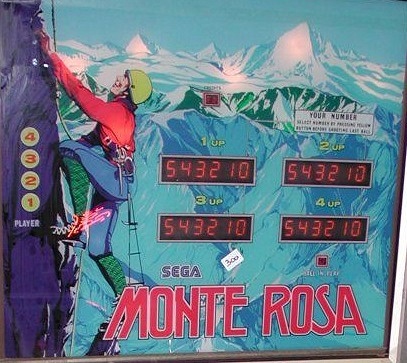 YOUR NUMBER
SELECT NUMBER BY PRESSING YELLOW
BUTTON BEFORE SHOOTING LAST BALL
1 UP
2 UP
543210
543210
3 UP
4 UP
543210
543210
4
3
2
1
PLAYER
300
SEGA
BALL IN PLAY
MONTE ROSA